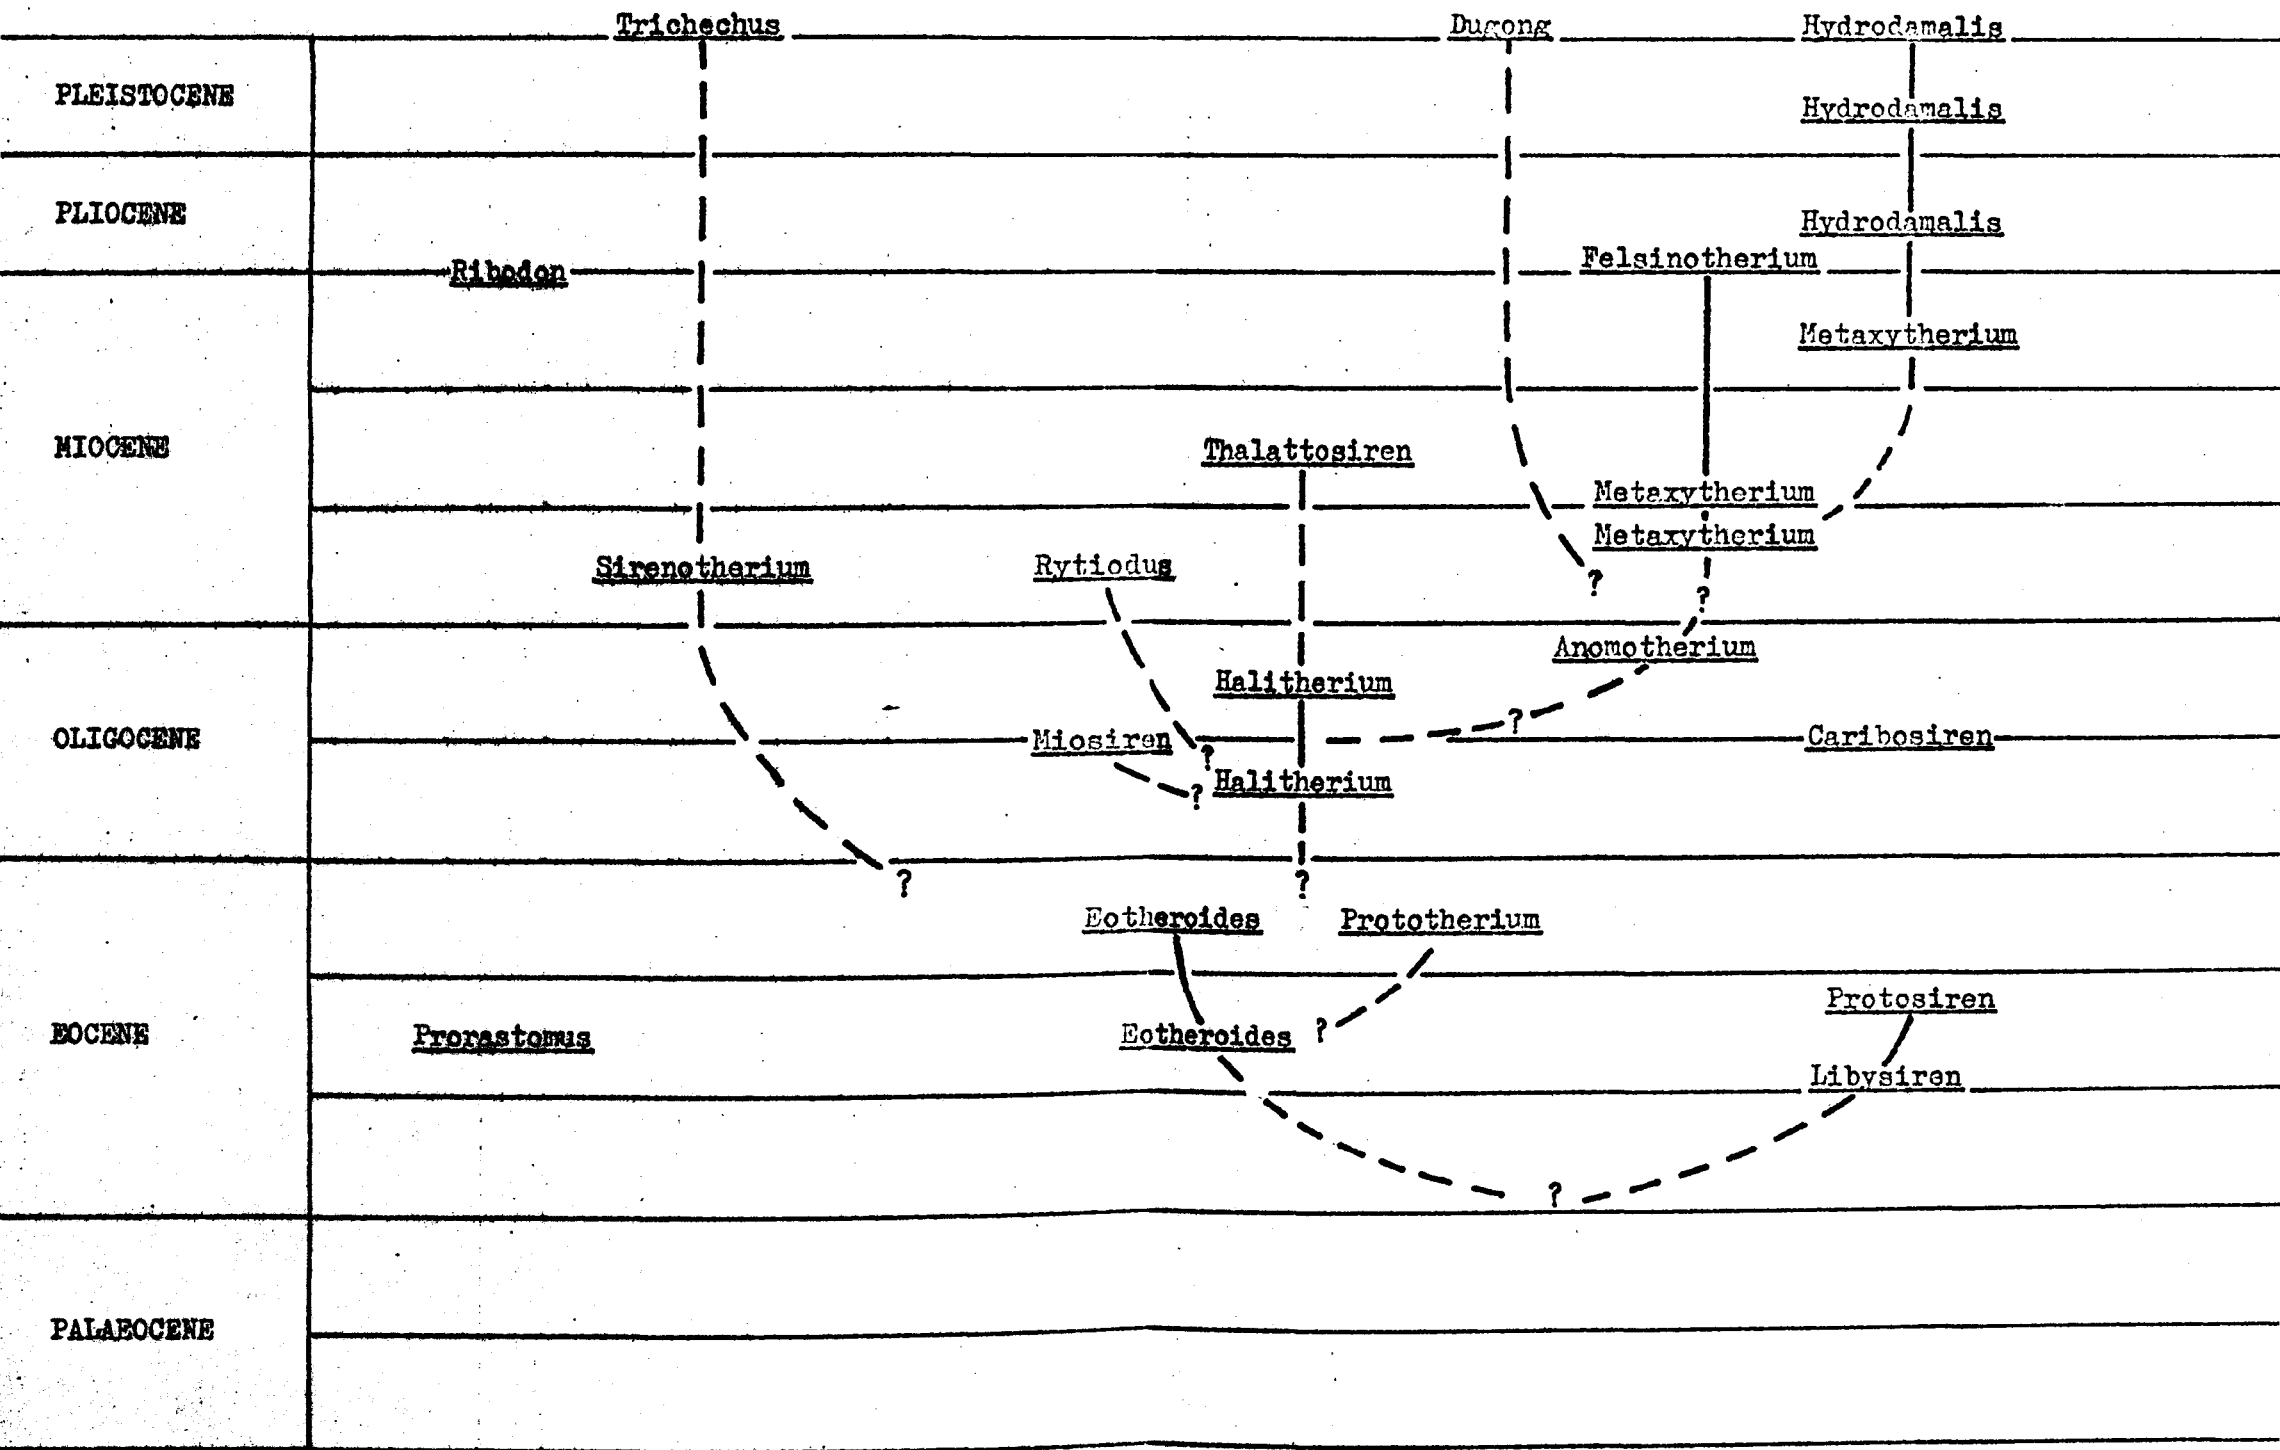 Trichechus Dugong Hydrodamalis
PLEISTOCENE
Hydrodamalis
PLIOCENE
Hydrodamalis
Ribodon Felsinotherium
Metaxytherium
MIOCENE
Thalattosiren
Metaxytherium
Metaxytherium
Sirenotherium Rytiodus
?
?
Anomotherium
Halitherium
?
OLIGOCENE Miosiren Caribosiren
?
Halitherium
?
? ?
Eotheroides Prototherium
Protosiren
EOCENE Prorastomus Eotheroides ?
Libysiren
?
PALAEOCENE